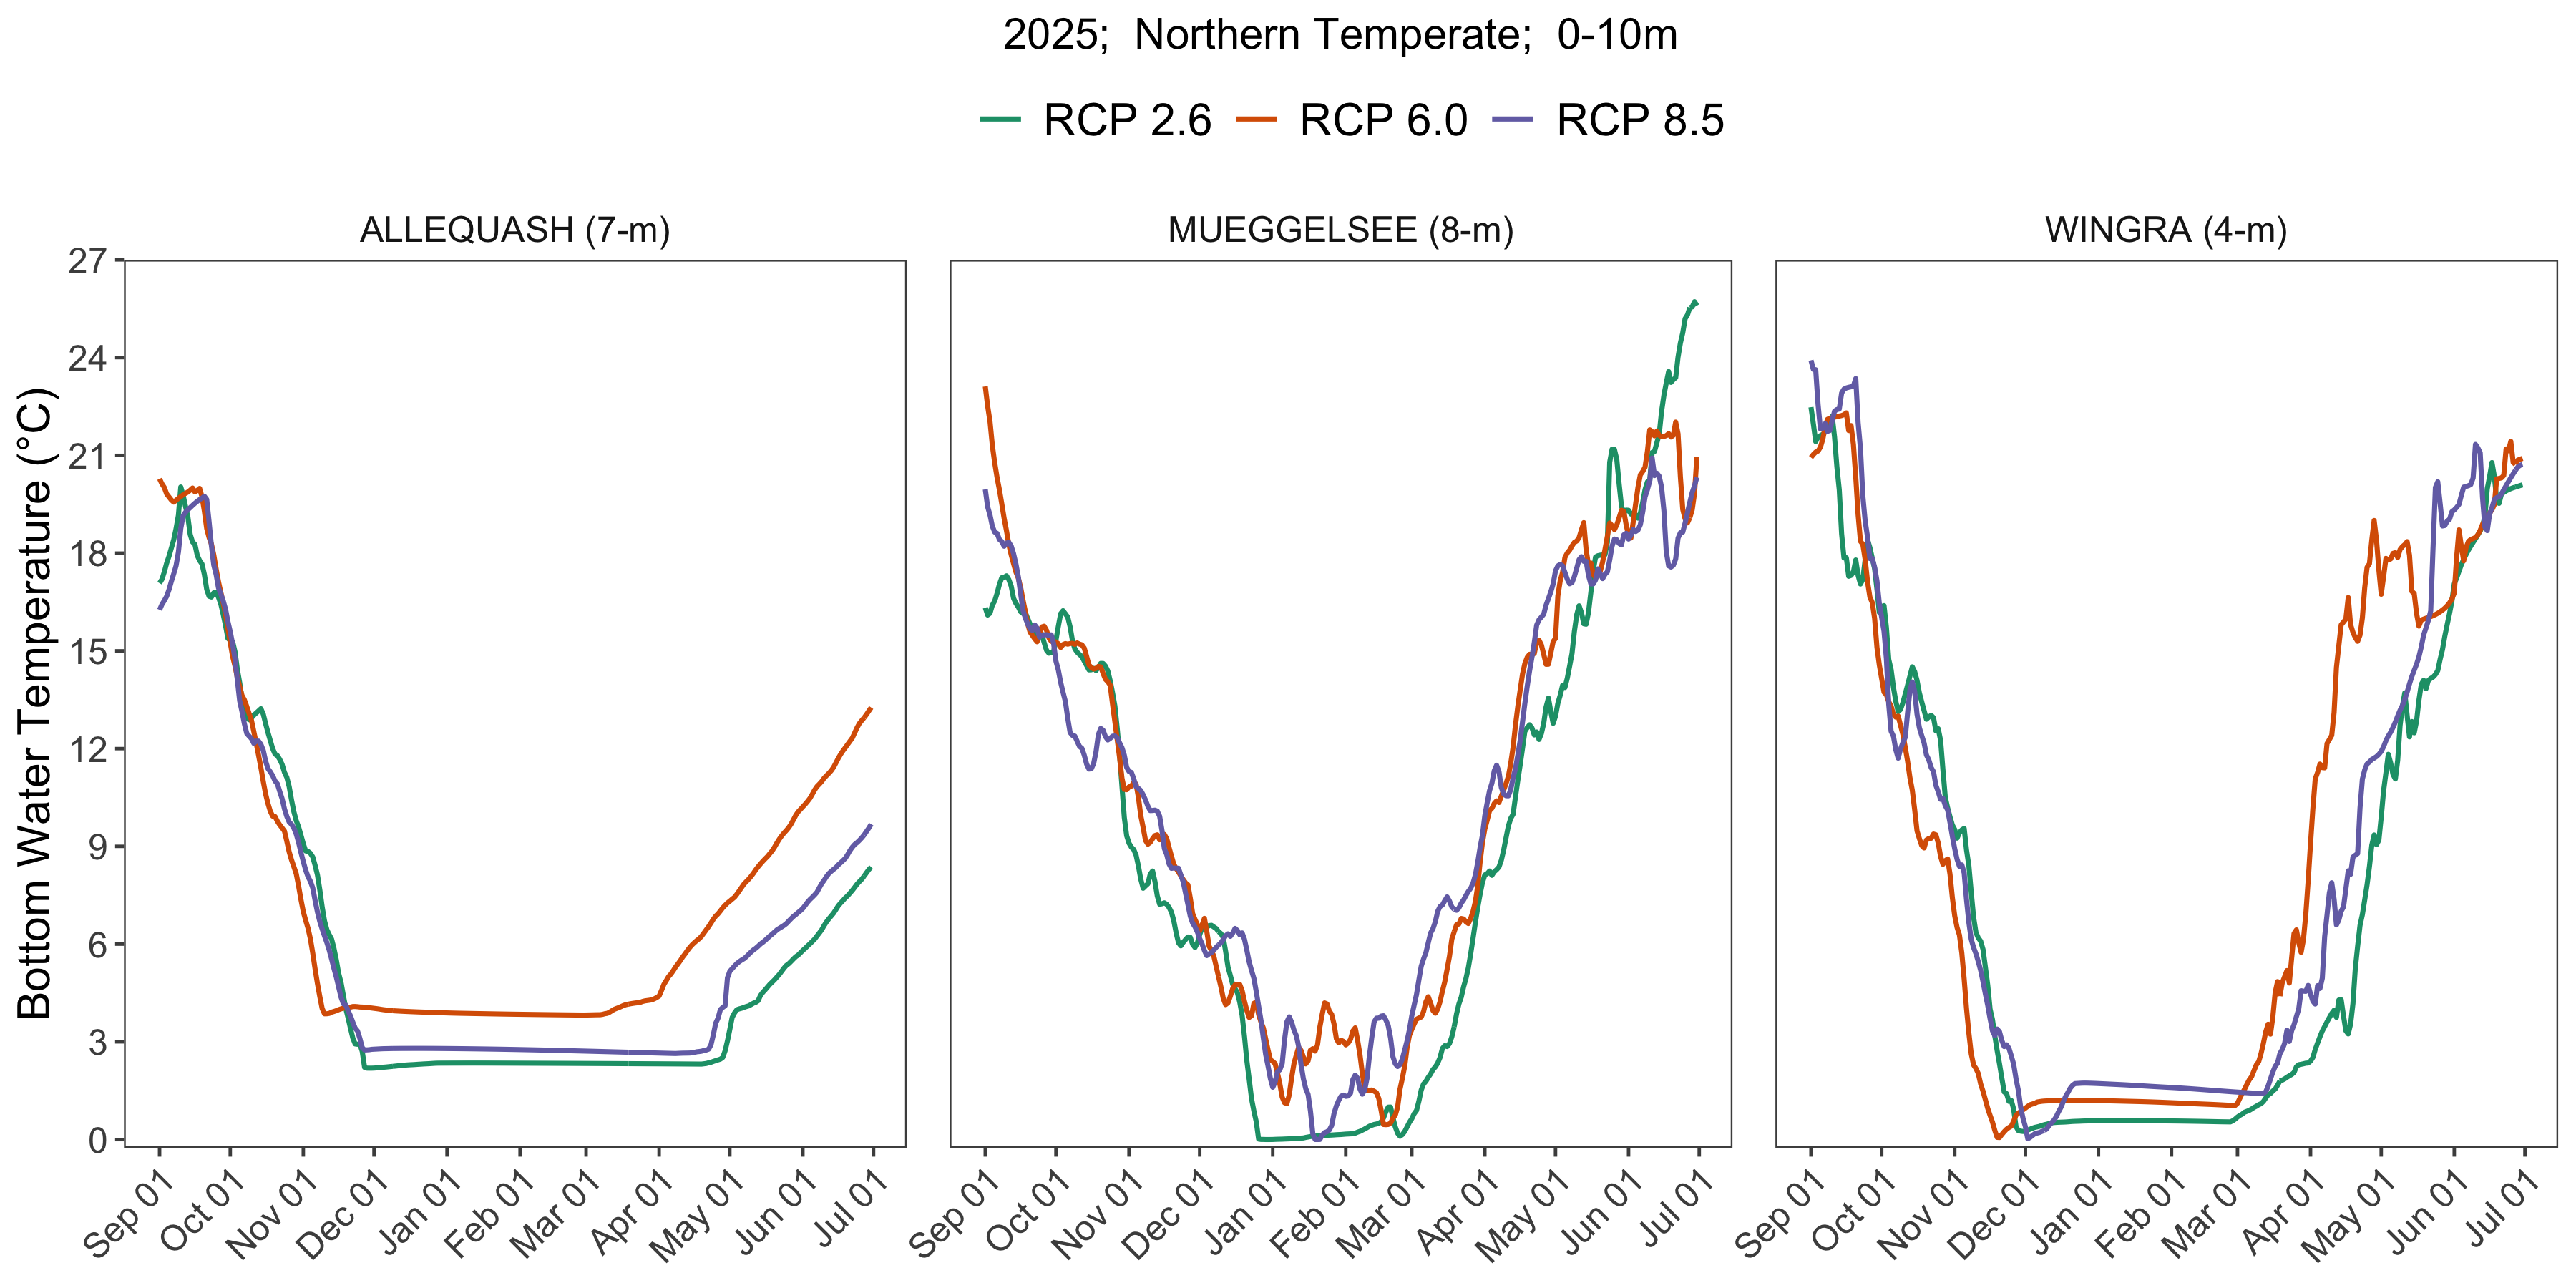 2025;  Northern Temperate;  0-10m
RCP 2.6 RCP 6.0 RCP 8.5
ALLEQUASH (7-m) MUEGGELSEE (8-m) WINGRA (4-m)
Bottom Water Temperature (°C)
27
24
21
18
15
12
9
6
3
0
Sep 01 Oct 01 Nov 01 Dec 01 Jan 01 Feb 01 Mar 01 Apr 01 May 01 Jun 01 Jul 01 Sep 01 Oct 01 Nov 01 Dec 01 Jan 01 Feb 01 Mar 01 Apr 01 May 01 Jun 01 Jul 01 Sep 01 Oct 01 Nov 01 Dec 01 Jan 01 Feb 01 Mar 01 Apr 01 May 01 Jun 01 Jul 01